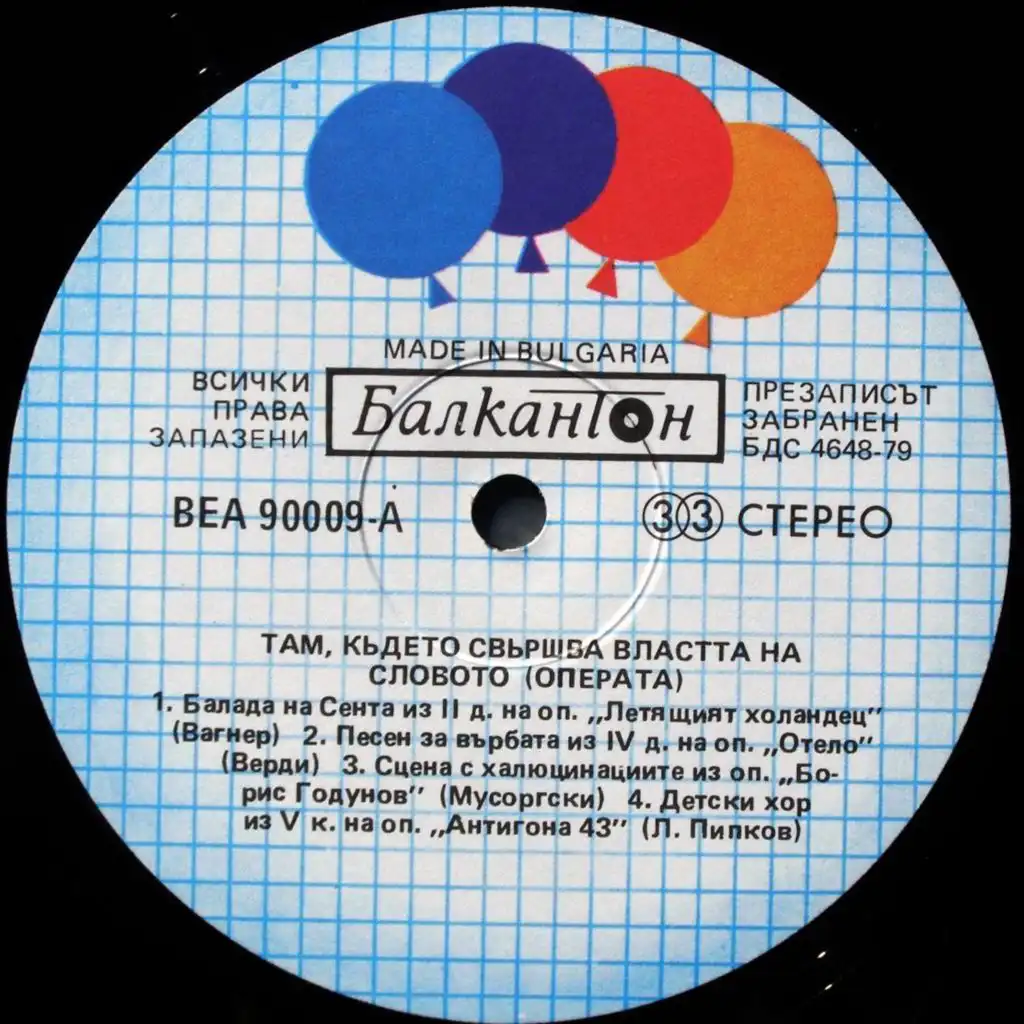 MADE IN BULGARIA
ВСИЧКИ
ПРАВА
ЗАПАЗЕНИ
Балкантон
ПРЕЗАПИСЪТ
ЗАБРАНЕН
БДС 4648-79
ВЕА 90009-А
33 СТЕРЕО
ТАМ, КЪДЕТО СВЪРШВА ВЛАСТТА НА
СЛОВОТО (ОПЕРАТА)
1. Балада на Сента из II д. на оп. „Летящият холандец”
(Вагнер) 2. Песен за върбата из IV д. на оп. „Отело”
(Верди) 3. Сцена с халюцинациите из оп. „Бо-
рис Годунов” (Мусоргски) 4. Детски хор
из V к. на оп. „Антигона 43” (Л. Пипков)